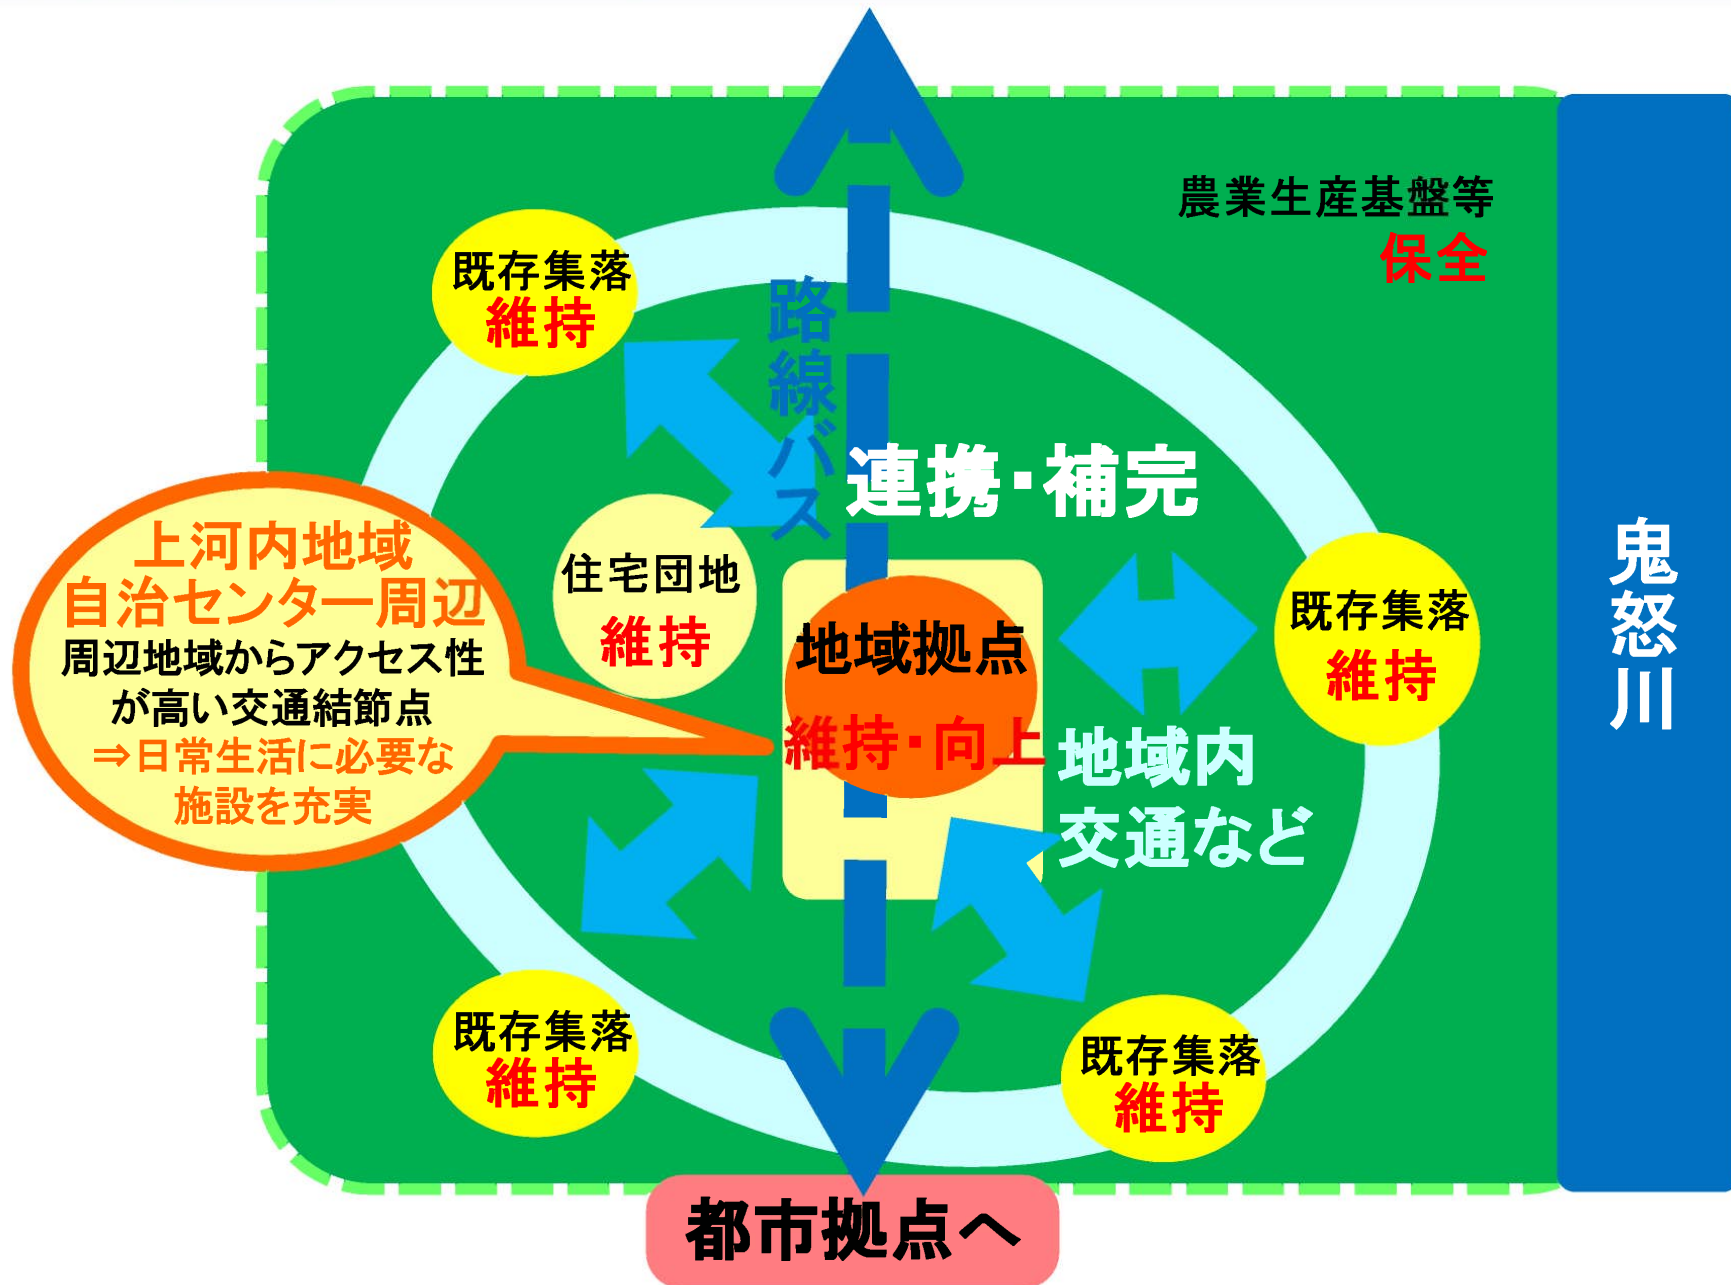 農業生産基盤等
保全
既存集落
維持
路線バス
連携・補完
上河内地域
自治センター周辺
周辺地域からアクセス性
が高い交通結節点
⇒日常生活に必要な
施設を充実
住宅団地
維持
地域拠点
維持・向上
既存集落
維持
地域内
交通など
鬼怒川
既存集落
維持
既存集落
維持
都市拠点へ